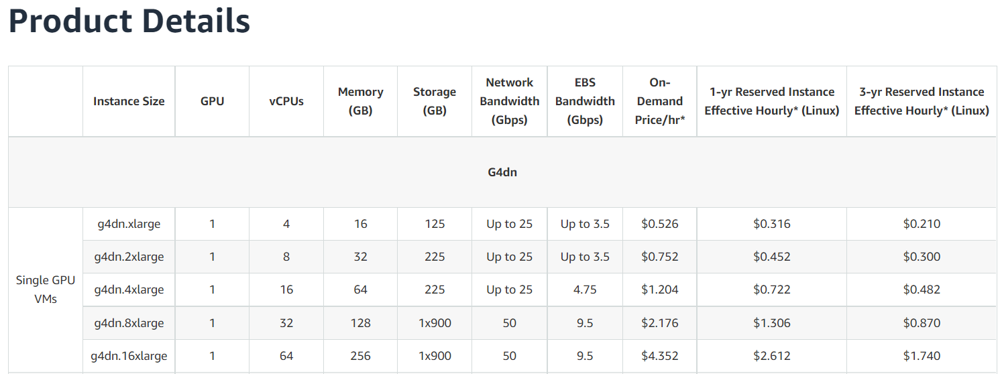 Product Details
Instance Size GPU vCPUs Memory (GB) Storage (GB) Network Bandwidth (Gbps) EBS Bandwidth (Gbps) On-Demand Price/hr* 1-yr Reserved Instance Effective Hourly* (Linux) 3-yr Reserved Instance Effective Hourly* (Linux)
G4dn
Single GPU VMs
g4dn.xlarge 1 4 16 125 Up to 25 Up to 3.5 $0.526 $0.316 $0.210
g4dn.2xlarge 1 8 32 225 Up to 25 Up to 3.5 $0.752 $0.452 $0.300
g4dn.4xlarge 1 16 64 225 Up to 25 4.75 $1.204 $0.722 $0.482
g4dn.8xlarge 1 32 128 1x900 50 9.5 $2.176 $1.306 $0.870
g4dn.16xlarge 1 64 256 1x900 50 9.5 $4.352 $2.612 $1.740